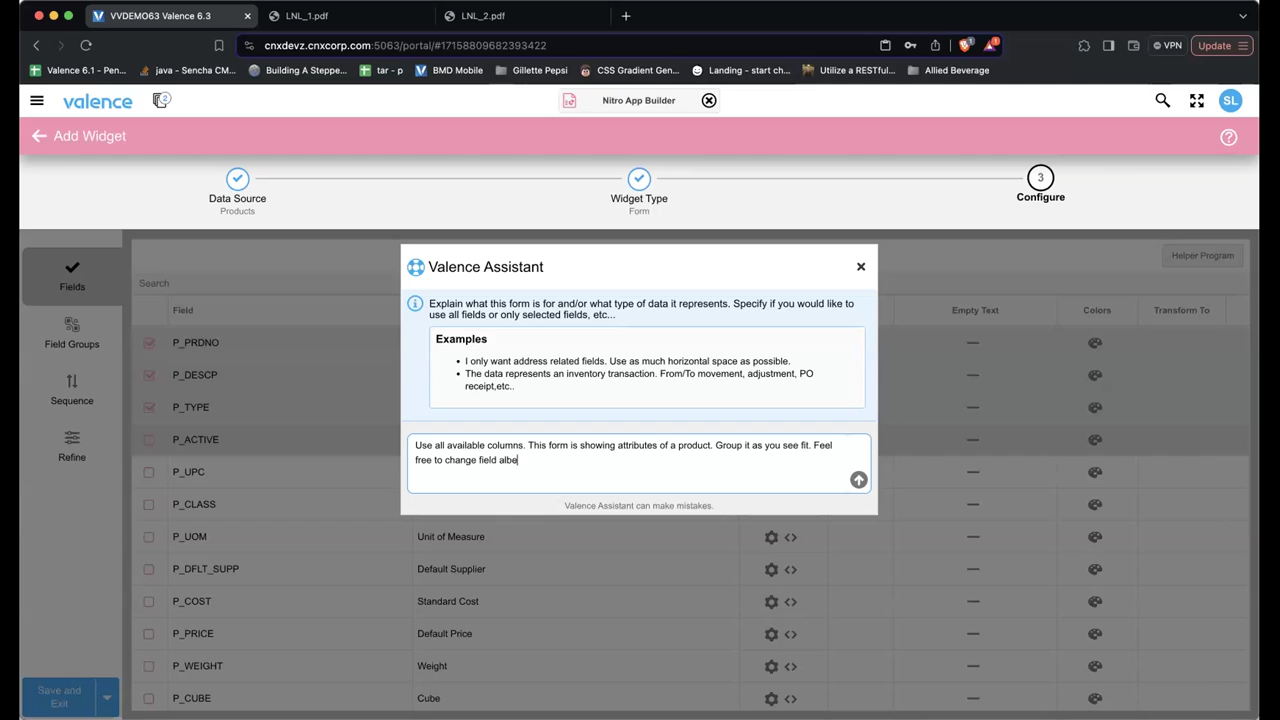 VVDEMO63 Valence 6.3
LNL_1.pdf
LNL_2.pdf
cnxdevz.cnxcorp.com:5063/portal/#17158809682393422
VPN
Update
Valence 6.1 - Pen...
java - Sencha CM...
Building A Steppe...
tar - p
BMD Mobile
Gillette Pepsi
CSS Gradient Gen...
Landing - start ch...
Utilize a RESTful...
Allied Beverage
valence
2
Nitro App Builder
SL
Add Widget
Data Source
Products
Widget Type
Form
3
Configure
Fields
Field Groups
Sequence
Refine
Save and
Exit
Search
Helper Program
Field
Empty Text
Colors
Transform To
P_PRDNO
P_DESCP
P_TYPE
P_ACTIVE
P_UPC
P_CLASS
P_UOM
Unit of Measure
P_DFLT_SUPP
Default Supplier
P_COST
Standard Cost
P_PRICE
Default Price
P_WEIGHT
Weight
P_CUBE
Cube
Valence Assistant
Explain what this form is for and/or what type of data it represents. Specify if you would like to
use all fields or only selected fields, etc...
Examples
• I only want address related fields. Use as much horizontal space as possible.
• The data represents an inventory transaction. From/To movement, adjustment, PO
receipt,etc..
Use all available columns. This form is showing attributes of a product. Group it as you see fit. Feel
free to change field albe
Valence Assistant can make mistakes.